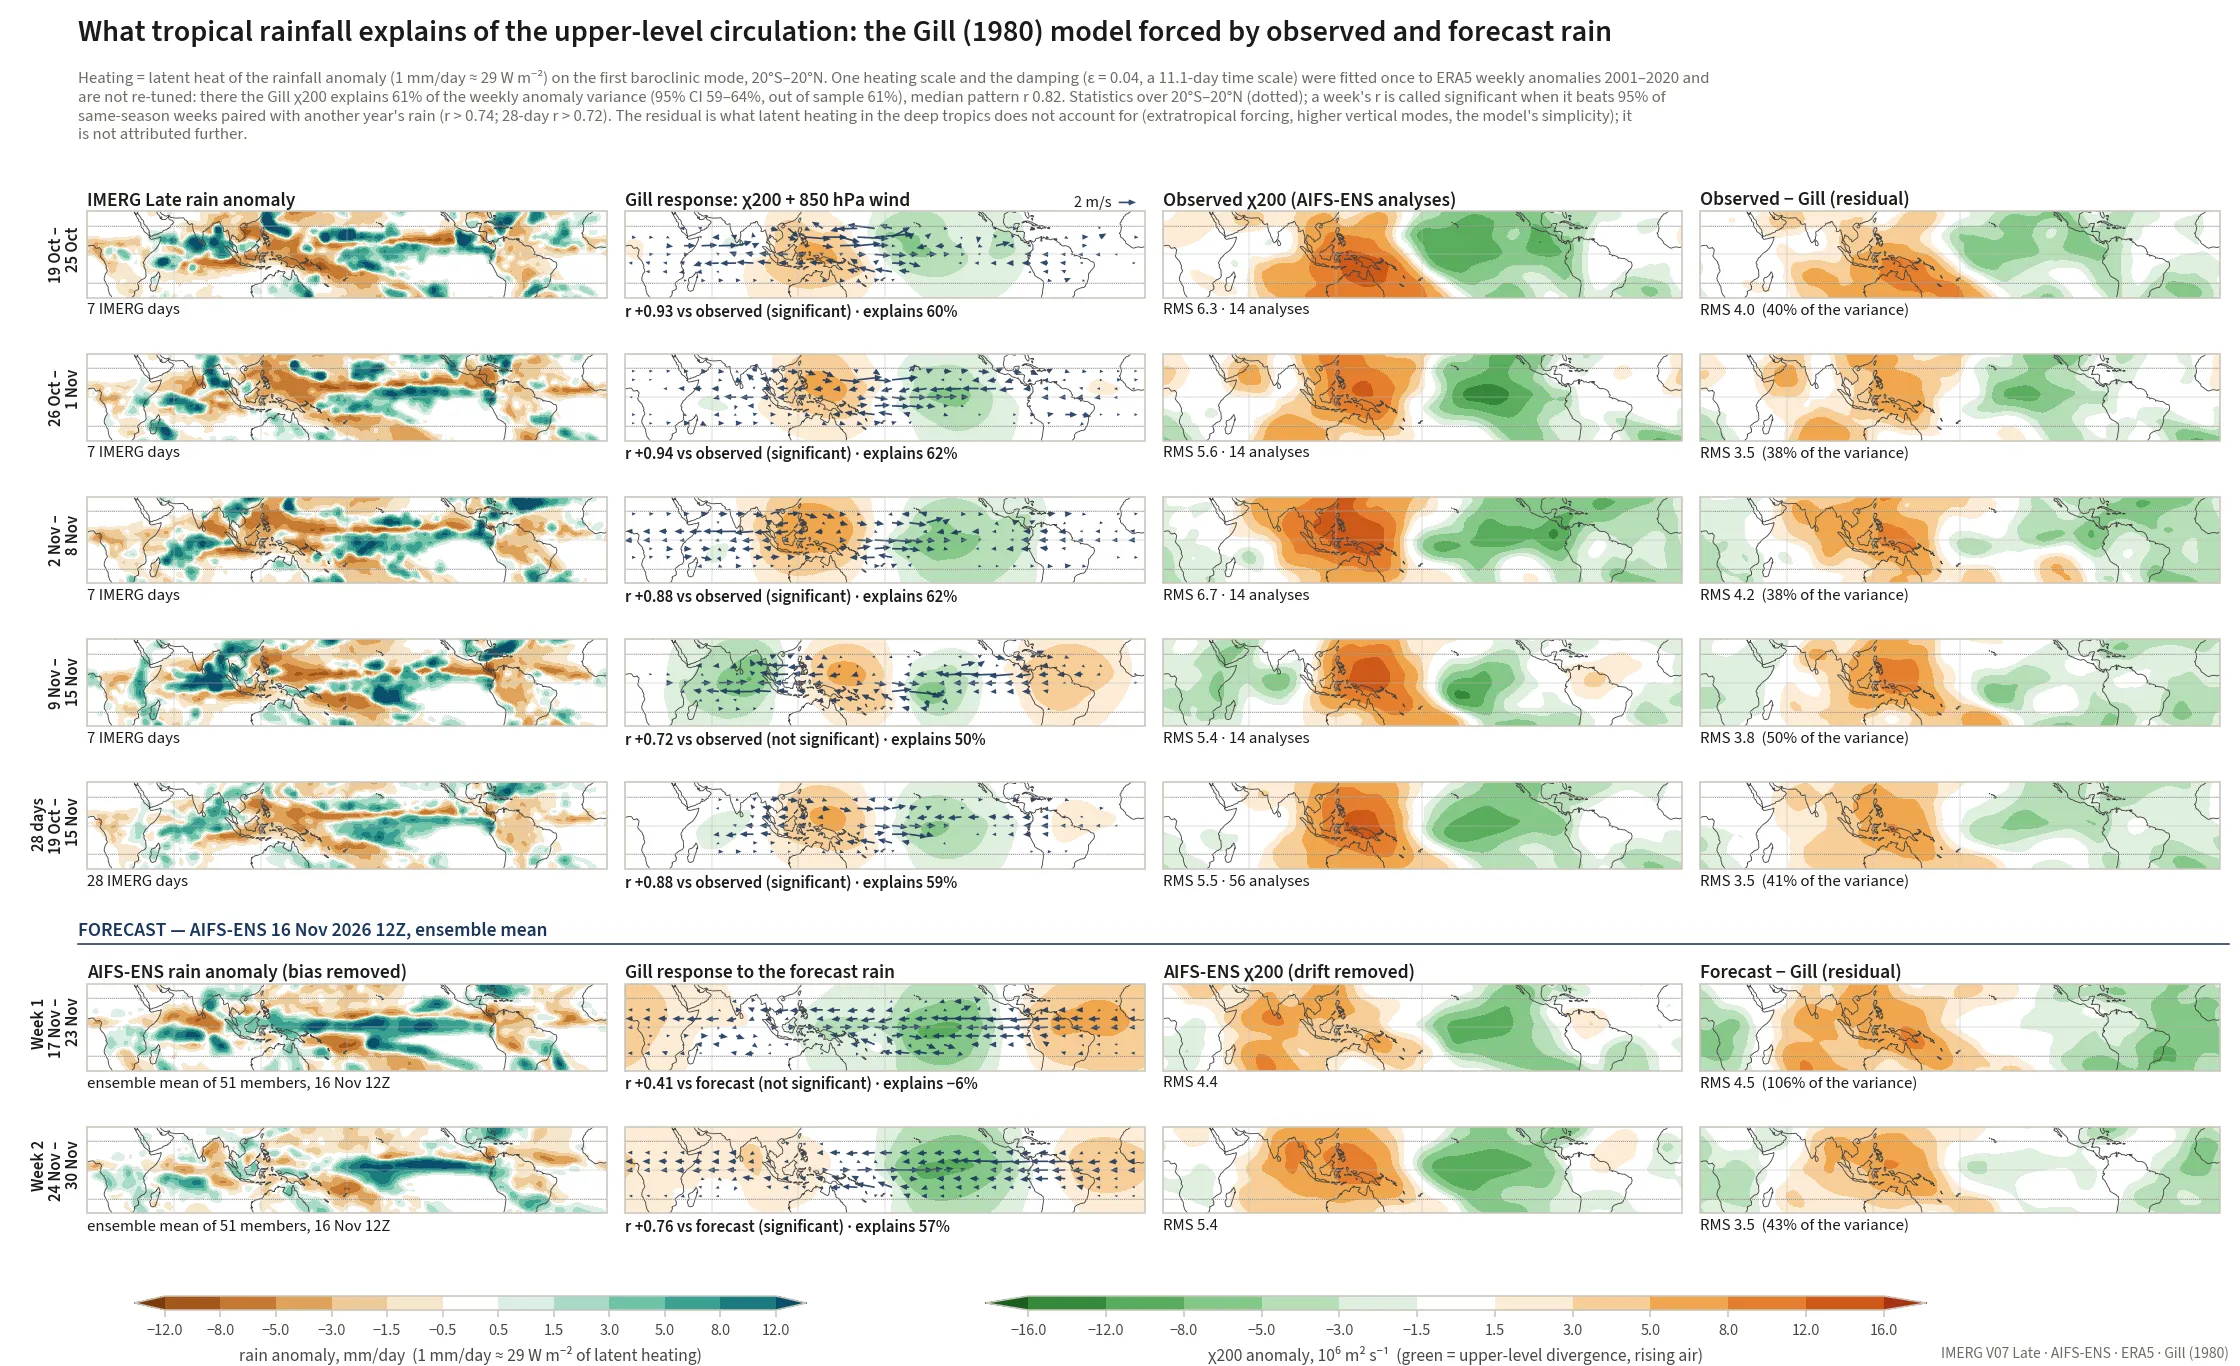 What tropical rainfall explains of the upper-level circulation: the Gill (1980) model forced by observed and forecast rain
Heating = latent heat of the rainfall anomaly (1 mm/day ≈ 29 W m⁻²) on the first baroclinic mode, 20°S–20°N. One heating scale and the damping (ε = 0.04, a 11.1-day time scale) were fitted once to ERA5 weekly anomalies 2001–2020 and
are not re-tuned: there the Gill χ200 explains 61% of the weekly anomaly variance (95% CI 59–64%, out of sample 61%), median pattern r 0.82. Statistics over 20°S–20°N (dotted); a week's r is called significant when it beats 95% of
same-season weeks paired with another year's rain (r > 0.74; 28-day r > 0.72). The residual is what latent heating in the deep tropics does not account for (extratropical forcing, higher vertical modes, the model's simplicity); it
is not attributed further.
IMERG Late rain anomaly
Gill response: χ200 + 850 hPa wind
2 m/s
Observed χ200 (AIFS-ENS analyses)
Observed − Gill (residual)
19 Oct –
25 Oct
7 IMERG days
r +0.93 vs observed (significant) · explains 60%
RMS 6.3 · 14 analyses
RMS 4.0 (40% of the variance)
26 Oct –
1 Nov
7 IMERG days
r +0.94 vs observed (significant) · explains 62%
RMS 5.6 · 14 analyses
RMS 3.5 (38% of the variance)
2 Nov –
8 Nov
7 IMERG days
r +0.88 vs observed (significant) · explains 62%
RMS 6.7 · 14 analyses
RMS 4.2 (38% of the variance)
9 Nov –
15 Nov
7 IMERG days
r +0.72 vs observed (not significant) · explains 50%
RMS 5.4 · 14 analyses
RMS 3.8 (50% of the variance)
28 days
19 Oct –
15 Nov
28 IMERG days
r +0.88 vs observed (significant) · explains 59%
RMS 5.5 · 56 analyses
RMS 3.5 (41% of the variance)
FORECAST — AIFS-ENS 16 Nov 2026 12Z, ensemble mean
AIFS-ENS rain anomaly (bias removed)
Gill response to the forecast rain
AIFS-ENS χ200 (drift removed)
Forecast − Gill (residual)
Week 1
17 Nov –
23 Nov
ensemble mean of 51 members, 16 Nov 12Z
r +0.41 vs forecast (not significant) · explains −6%
RMS 4.4
RMS 4.5 (106% of the variance)
Week 2
24 Nov –
30 Nov
ensemble mean of 51 members, 16 Nov 12Z
r +0.76 vs forecast (significant) · explains 57%
RMS 5.4
RMS 3.5 (43% of the variance)
−12.0 −8.0 −5.0 −3.0 −1.5 −0.5 0.5 1.5 3.0 5.0 8.0 12.0
rain anomaly, mm/day (1 mm/day ≈ 29 W m⁻² of latent heating)
−16.0 −12.0 −8.0 −5.0 −3.0 −1.5 1.5 3.0 5.0 8.0 12.0 16.0
χ200 anomaly, 10⁶ m² s⁻¹ (green = upper-level divergence, rising air)
IMERG V07 Late · AIFS-ENS · ERA5 · Gill (1980)